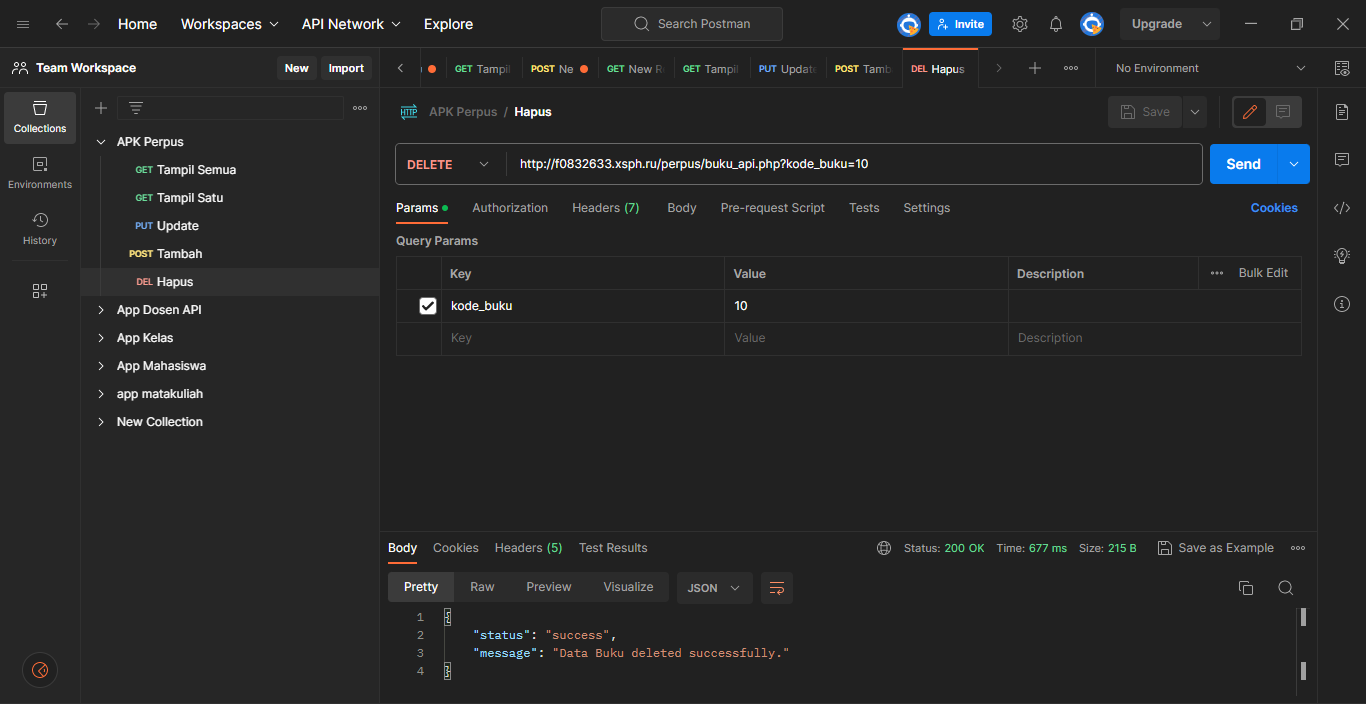 Home Workspaces API Network Explore Search Postman Invite Upgrade
Team Workspace New Import
GET Tampil POST Ne GET New R GET Tampil PUT Update POST Tamb DEL Hapus No Environment
Collections
Environments
History
APK Perpus
GET Tampil Semua
GET Tampil Satu
PUT Update
POST Tambah
DEL Hapus
App Dosen API
App Kelas
App Mahasiswa
app matakuliah
New Collection
HTTP APK Perpus / Hapus Save
DELETE http://f0832633.xsph.ru/perpus/buku_api.php?kode_buku=10 Send
Params Authorization Headers (7) Body Pre-request Script Tests Settings Cookies
Query Params
Key Value Description Bulk Edit
kode_buku 10
Key Value Description
Body Cookies Headers (5) Test Results Status: 200 OK Time: 677 ms Size: 215 B Save as Example
Pretty Raw Preview Visualize JSON
1 {
2 "status": "success",
3 "message": "Data Buku deleted successfully."
4 }